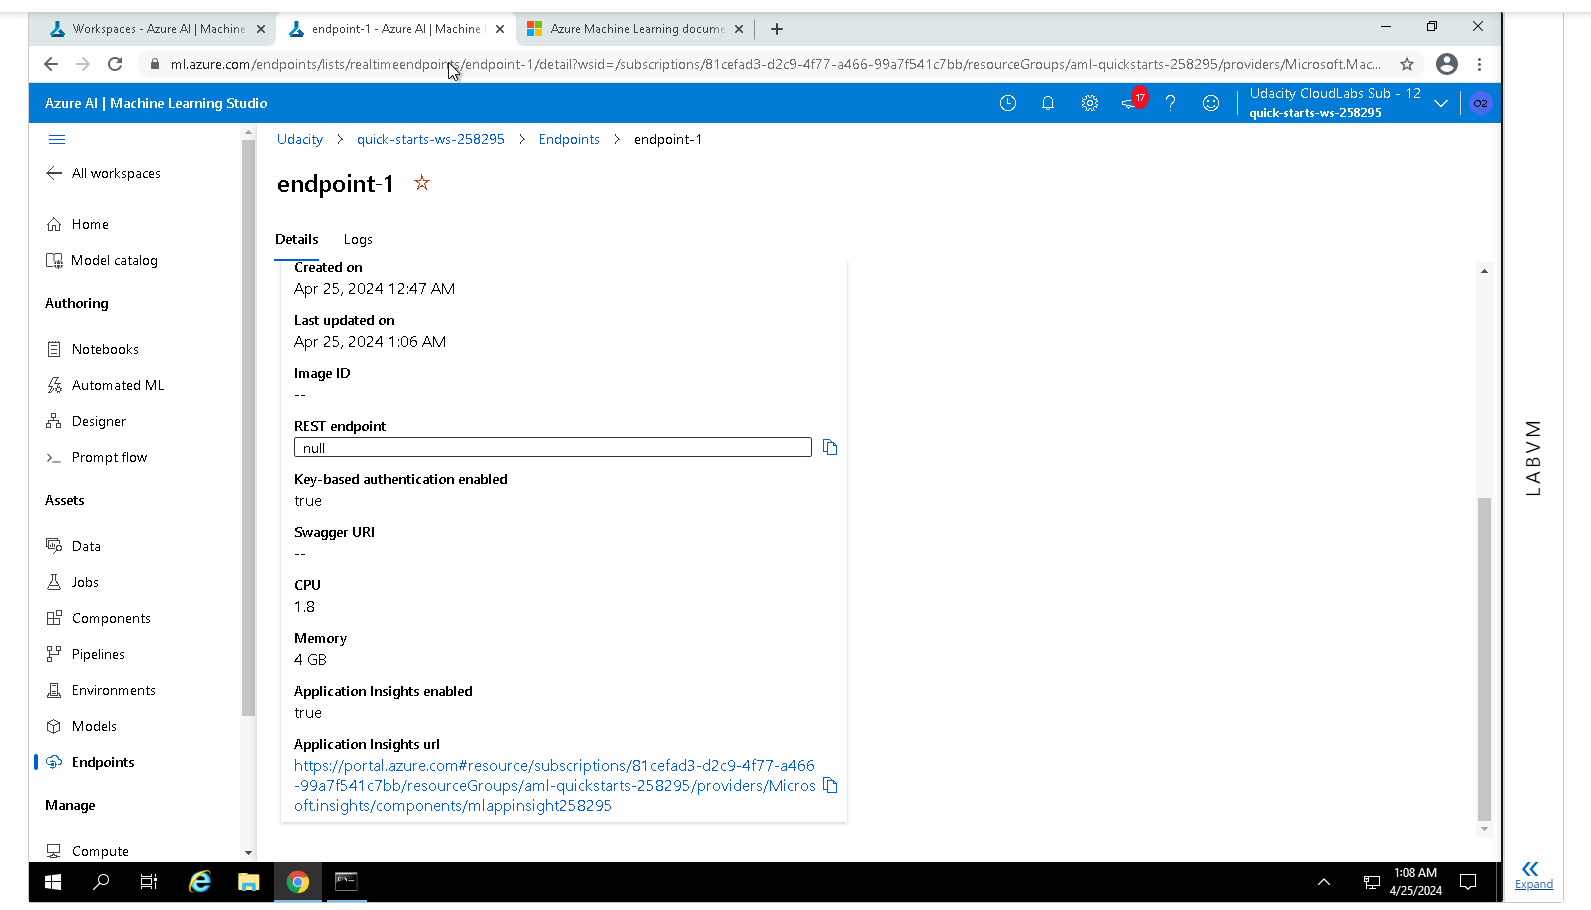 Workspaces - Azure AI | Machine
endpoint-1 - Azure AI | Machine L
Azure Machine Learning docume
ml.azure.com/endpoints/lists/realtimeendpoints/endpoint-1/detail?wsid=/subscriptions/81cefad3-d2c9-4f77-a466-99a7f541c7bb/resourceGroups/aml-quickstarts-258295/providers/Microsoft.Mac...
Azure AI | Machine Learning Studio
17
Udacity CloudLabs Sub - 12
quick-starts-ws-258295
O2
All workspaces
Home
Model catalog
Authoring
Notebooks
Automated ML
Designer
Prompt flow
Assets
Data
Jobs
Components
Pipelines
Environments
Models
Endpoints
Manage
Compute
Udacity > quick-starts-ws-258295 > Endpoints > endpoint-1
endpoint-1
Details Logs
Created on
Apr 25, 2024 12:47 AM
Last updated on
Apr 25, 2024 1:06 AM
Image ID
--
REST endpoint
null
Key-based authentication enabled
true
Swagger URI
--
CPU
1.8
Memory
4 GB
Application Insights enabled
true
Application Insights url
https://portal.azure.com#resource/subscriptions/81cefad3-d2c9-4f77-a466
-99a7f541c7bb/resourceGroups/aml-quickstarts-258295/providers/Micros
oft.insights/components/mlappinsight258295
LABVM
Expand
1:08 AM
4/25/2024